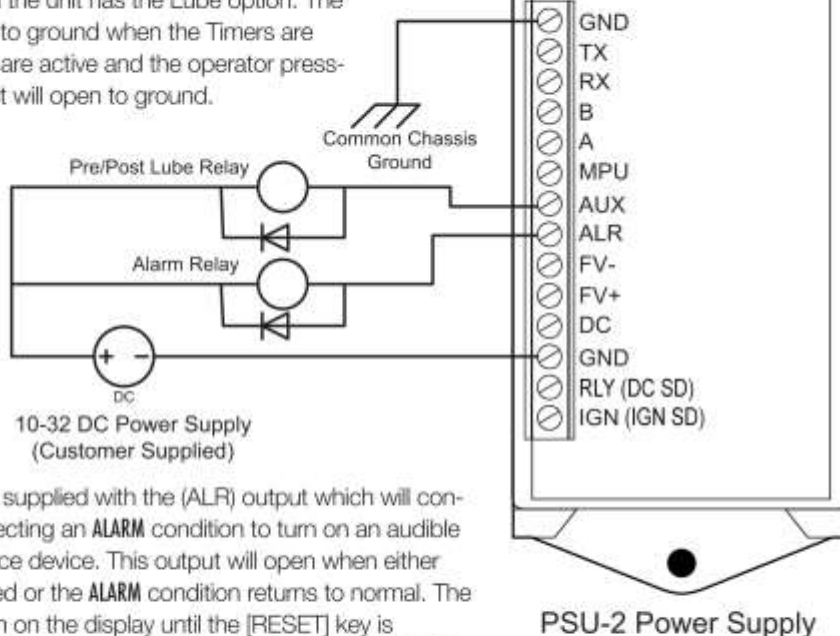 the unit has the Lube option. The
to ground when the Timers are
are active and the operator press-
t will open to ground.
GND
TX
RX
B
A
MPU
AUX
ALR
FV-
FV+
DC
GND
RLY (DC SD)
IGN (IGN SD)
Common Chassis
Ground
Pre/Post Lube Relay
Alarm Relay
+ -
DC
10-32 DC Power Supply
(Customer Supplied)
supplied with the (ALR) output which will con-
ecting an ALARM condition to turn on an audible
ce device. This output will open when either
ed or the ALARM condition returns to normal. The
n on the display until the [RESET] key is
PSU-2 Power Supply